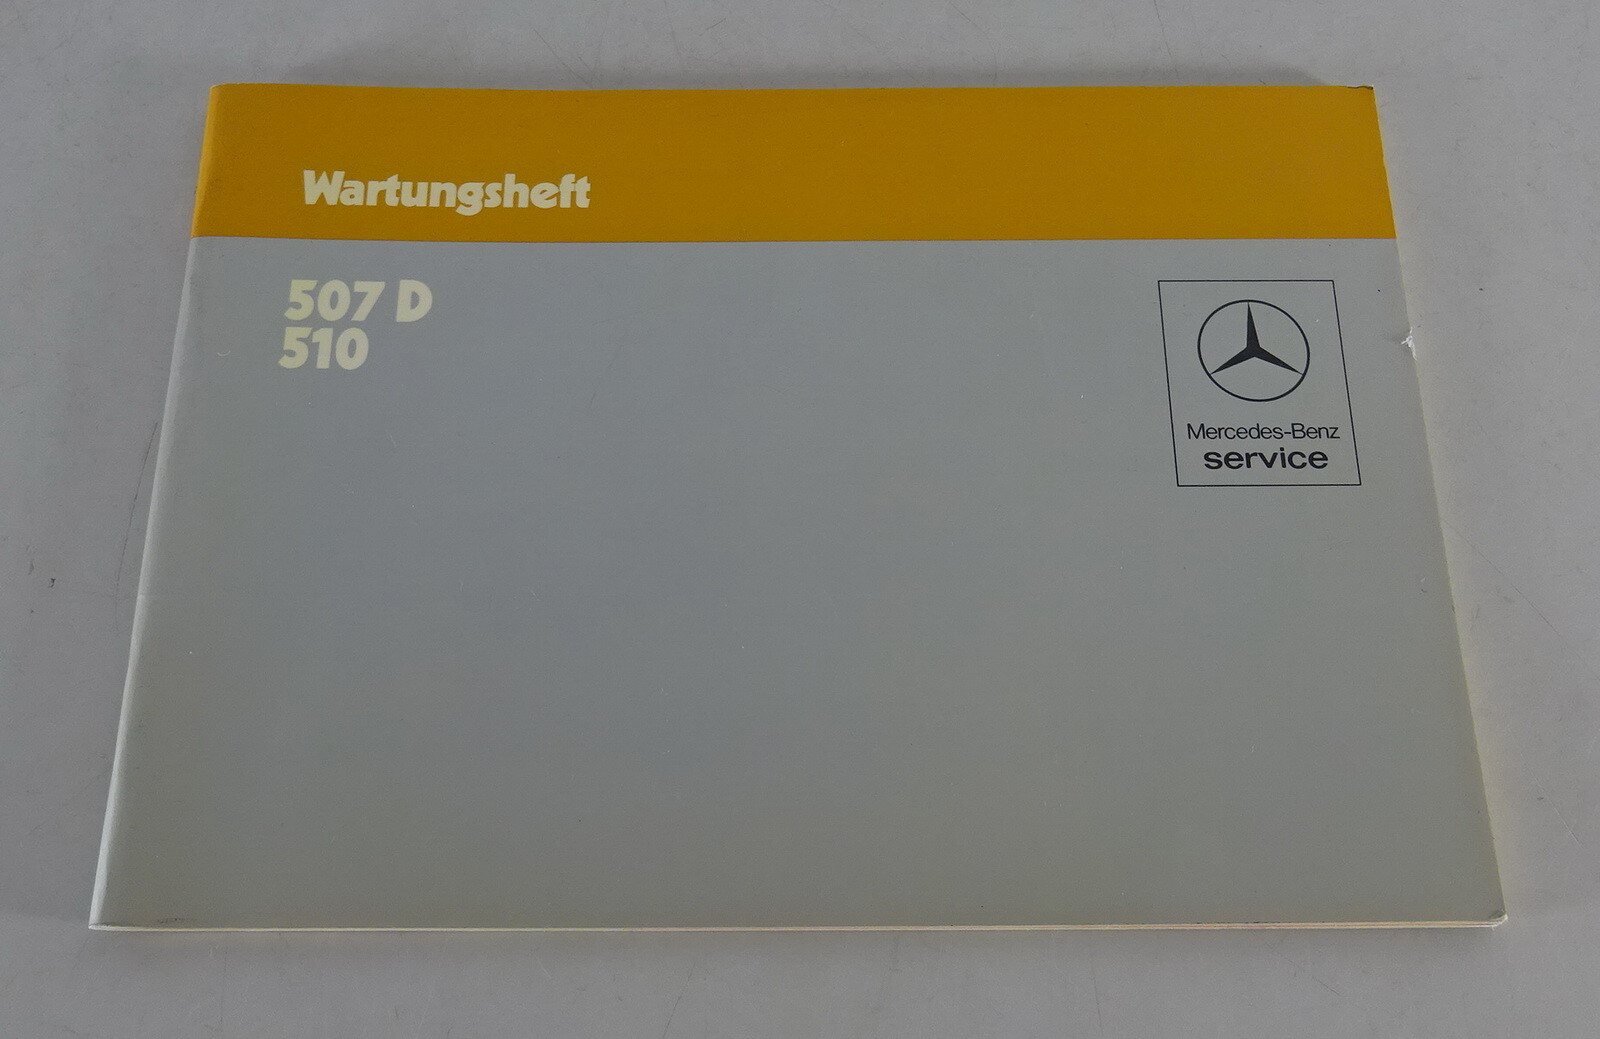 Wartungsheft
507 D
510
Mercedes-Benz
service